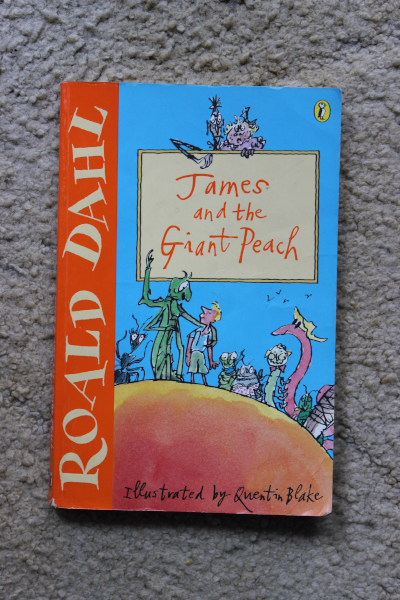 ROALD DAHL
James
and the
Giant Peach
Illustrated by Quentin Blake